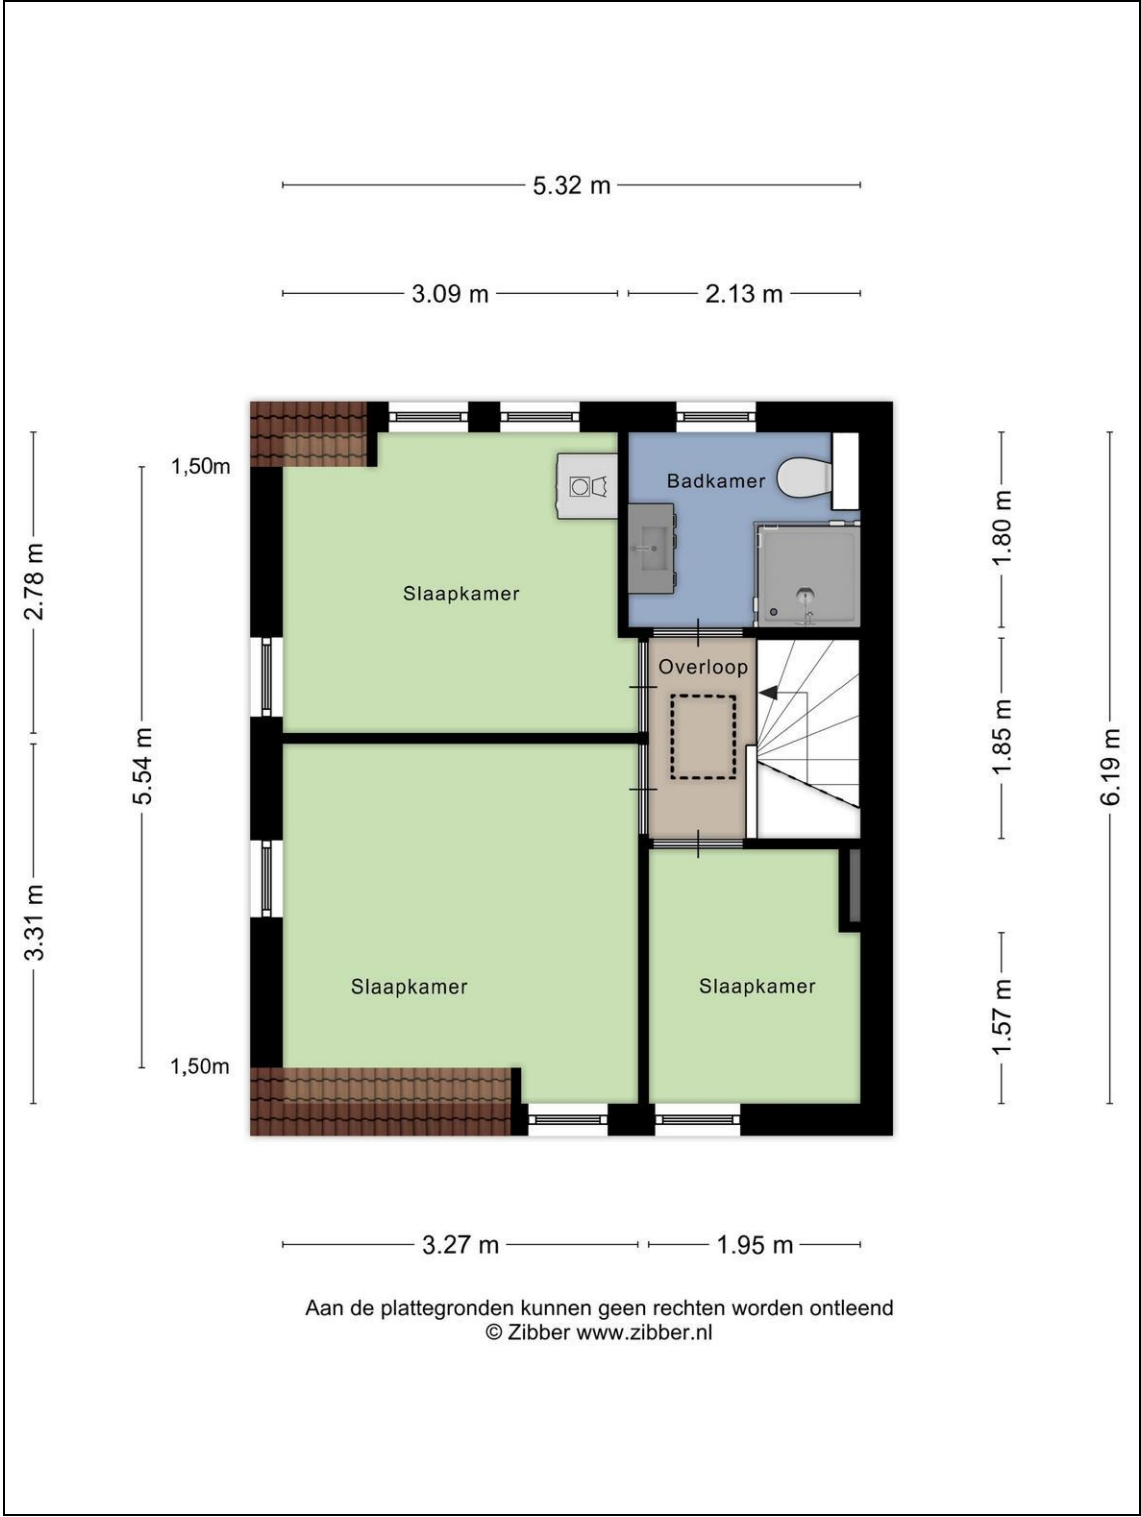 5.32 m
3.09 m
2.13 m
1,50m
Badkamer
1.80 m
2.78 m
Slaapkamer
Overloop
5.54 m
1.85 m
6.19 m
3.31 m
Slaapkamer
Slaapkamer
1.57 m
1,50m
3.27 m
1.95 m
Aan de plattegronden kunnen geen rechten worden ontleend
© Zibber www.zibber.nl